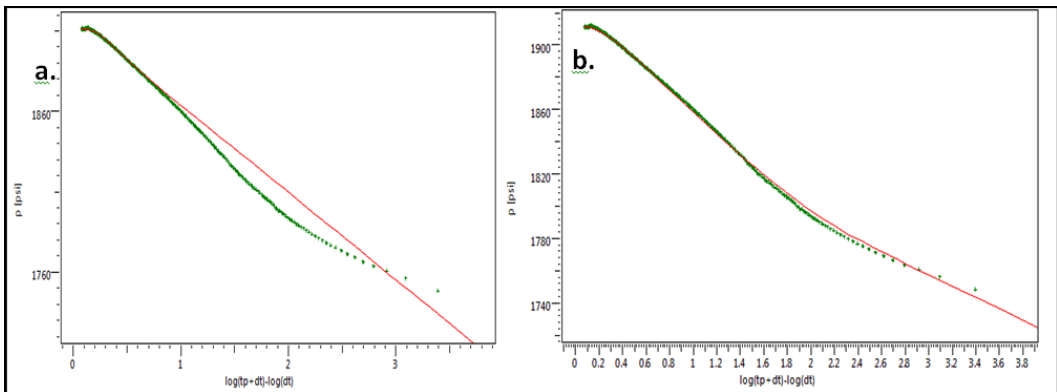 a.
1860
1760
p [psi]
0 1 2 3
log(tp+dt)-log(dt)
b.
1900
1860
1820
1780
1740
p [psi]
0 0.2 0.4 0.6 0.8 1 1.2 1.4 1.6 1.8 2 2.2 2.4 2.6 2.8 3 3.2 3.4 3.6 3.8
log(tp+dt)-log(dt)